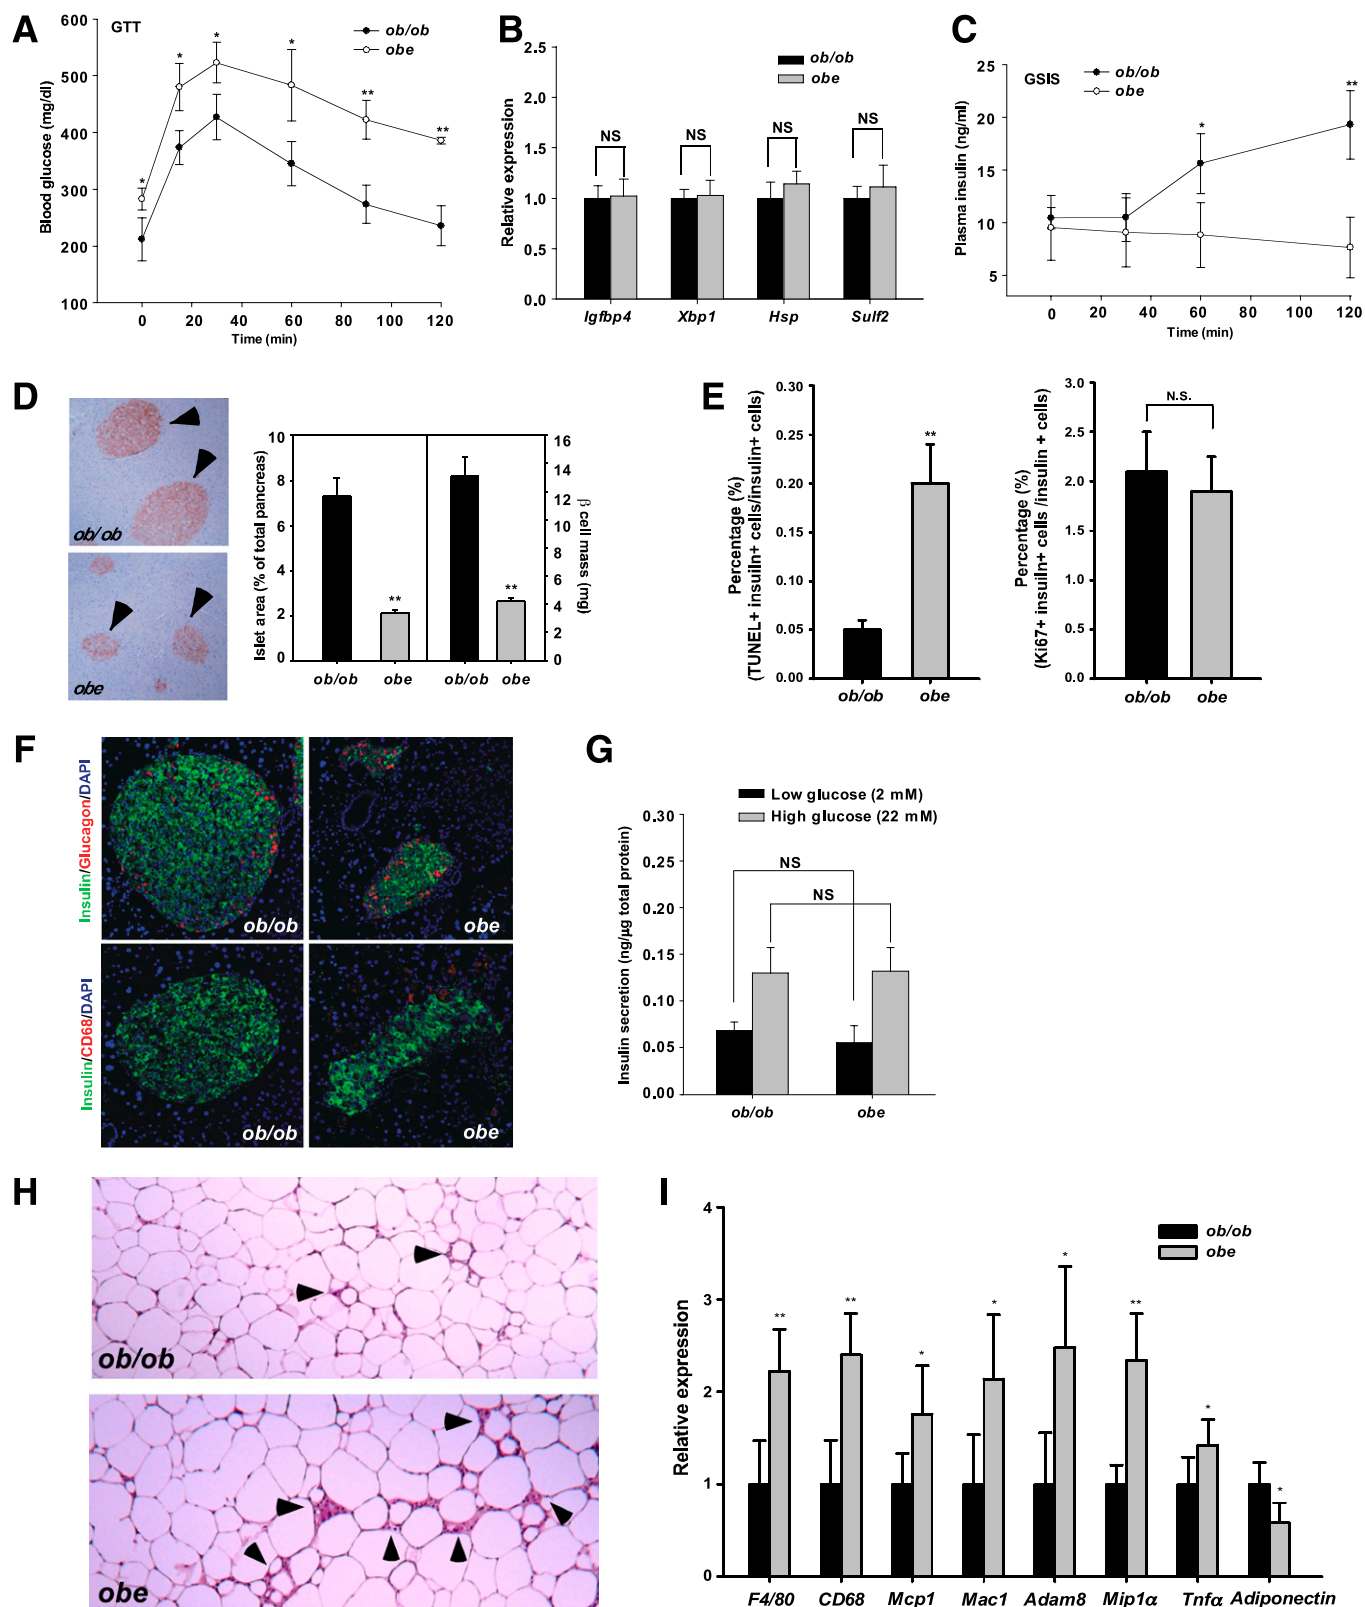 A
GTT
ob/ob
obe
Blood glucose (mg/dl)
600
500
400
300
200
100
*
*
*
*
**
**
0
20
40
60
80
100
120
Time (min)
B
ob/ob
obe
Relative expression
2.5
2.0
1.5
1.0
0.5
0.0
NS
NS
NS
NS
Igfbp4
Xbp1
Hsp
Sulf2
C
GSIS
ob/ob
obe
Plasma insulin (ng/ml)
25
20
15
10
5
*
**
0
20
40
60
80
100
120
Time (min)
D
ob/ob
obe
Islet area (% of total pancreas)
10
8
6
4
2
0
**
**
16
14
12
10
8
6
4
2
0
β cell mass (mg)
ob/ob
obe
ob/ob
obe
E
Percentage (%)
(TUNEL+ insuiln+ cells/insulin+ cells)
0.30
0.25
0.20
0.15
0.10
0.05
0.00
**
ob/ob
obe
Percentage (%)
(Ki67+ insuiln+ cells /insulin + cells)
3.0
2.5
2.0
1.5
1.0
0.5
0.0
N.S.
ob/ob
obe
F
Insulin/Glucagon/DAPI
ob/ob
obe
Insulin/CD68/DAPI
ob/ob
obe
G
Low glucose (2 mM)
High glucose (22 mM)
Insulin secretion (ng/µg total protein)
0.30
0.25
0.20
0.15
0.10
0.05
0.00
NS
NS
ob/ob
obe
H
ob/ob
obe
I
ob/ob
obe
Relative expression
4
3
2
1
0
**
**
*
*
*
**
*
*
F4/80
CD68
Mcp1
Mac1
Adam8
Mip1α
Tnfα
Adiponectin